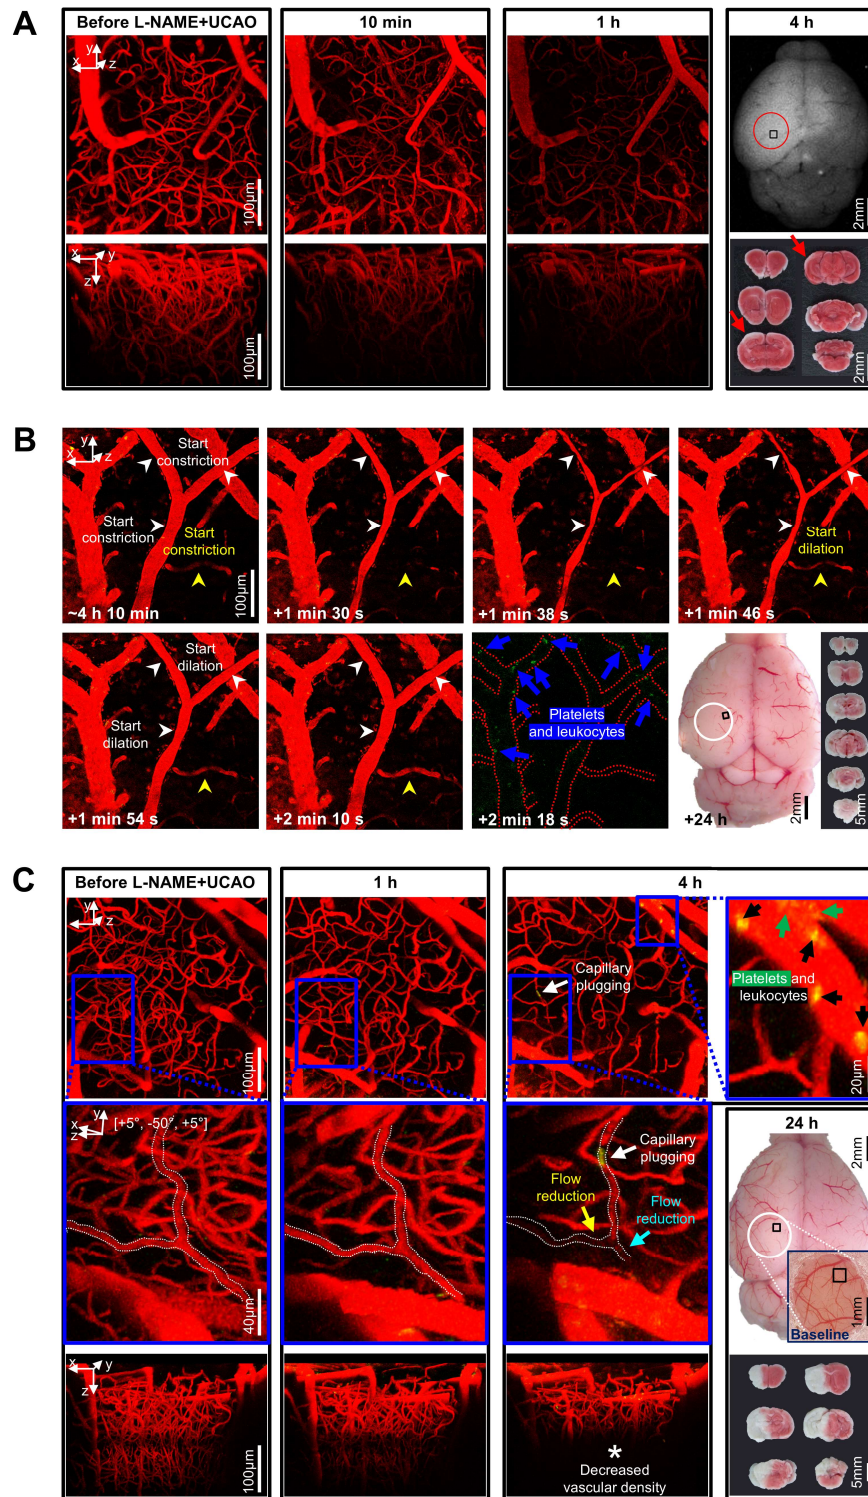 A
Before L-NAME+UCAO
10 min
1 h
4 h
y
x
z
100µm
2mm
x
y
z
100µm
2mm
B
y
x
z
Start
constriction
Start
constriction
Start
constriction
100µm
~4 h 10 min
+1 min 30 s
+1 min 38 s
Start
dilation
+1 min 46 s
Start
dilation
Start
dilation
+1 min 54 s
+2 min 10 s
Platelets
and leukocytes
+2 min 18 s
+24 h
2mm
5mm
C
Before L-NAME+UCAO
1 h
4 h
y
x
z
100µm
Capillary
plugging
Platelets and
leukocytes
20µm
x
y
z
[+5°, -50°, +5°]
40µm
Capillary
plugging
Flow
reduction
Flow
reduction
24 h
2mm
1mm
Baseline
x
y
z
100µm
*
Decreased
vascular density
5mm